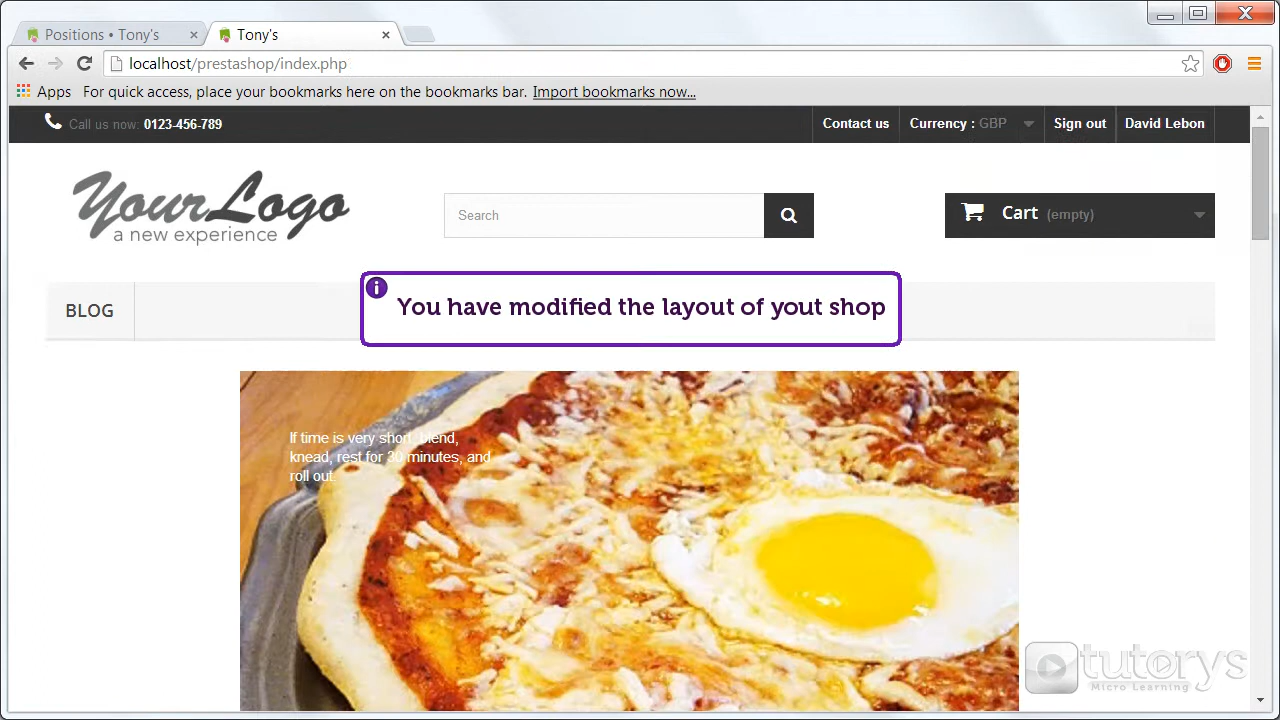 Positions • Tony's
Tony's
localhost/prestashop/index.php
Apps For quick access, place your bookmarks here on the bookmarks bar. Import bookmarks now...
Call us now: 0123-456-789
Contact us
Currency : GBP
Sign out
David Lebon
YourLogo
a new experience
Search
Cart (empty)
BLOG
You have modified the layout of yout shop
If time is very short, blend,
knead, rest for 30 minutes, and
roll out.
tutorys
Micro Learning